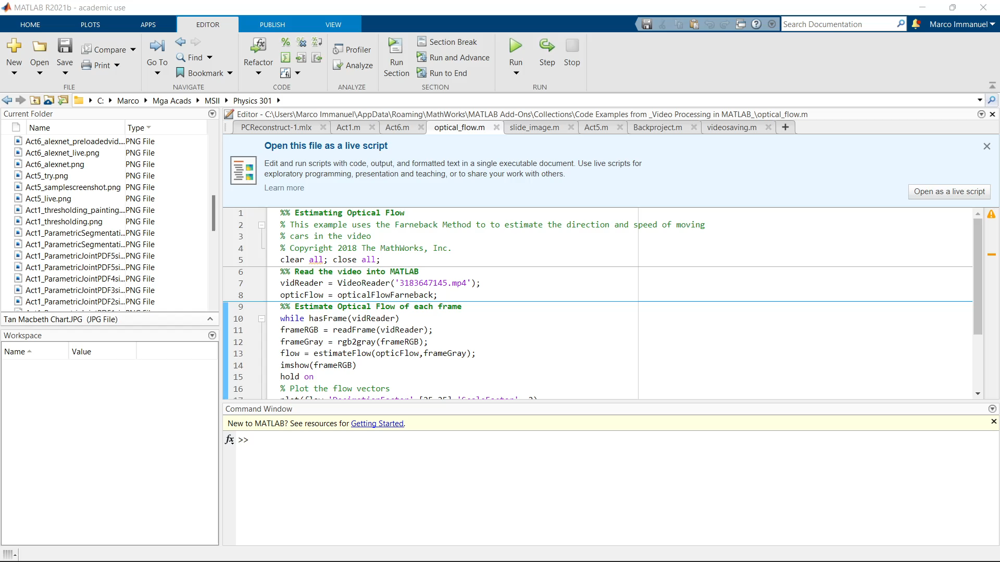 MATLAB R2021b - academic use
HOME PLOTS APPS EDITOR PUBLISH VIEW Search Documentation Marco Immanuel
New Open Save Compare Print
FILE
Go To Find Bookmark
NAVIGATE
Refactor
CODE
Profiler
Analyze
ANALYZE
Run Section
Section Break
Run and Advance
Run to End
SECTION
Run Step Stop
RUN
C: Marco Mga Acads MSII Physics 301
Current Folder
Name Type
Act6_alexnet_preloadedvid....PNG File
Act6_alexnet_live.png PNG File
Act6_alexnet.png PNG File
Act5_try.png PNG File
Act5_samplescreenshot.png PNG File
Act5_live.png PNG File
Act1_thresholding_painting....PNG File
Act1_thresholding.png PNG File
Act1_ParametricSegmentati...PNG File
Act1_ParametricSegmentati...PNG File
Act1_ParametricJointPDF5si...PNG File
Act1_ParametricJointPDF5si...PNG File
Act1_ParametricJointPDF4si...PNG File
Act1_ParametricJointPDF3si...PNG File
Act1_ParametricJointPDF2si...PNG File
Tan Macbeth Chart.JPG (JPG File)
Workspace
Name Value
Editor - C:\Users\Marco Immanuel\AppData\Roaming\MathWorks\MATLAB Add-Ons\Collections\Code Examples from _Video Processing in MATLAB_\optical_flow.m
PCReconstruct-1.mlx Act1.m Act6.m optical_flow.m slide_image.m Act5.m Backproject.m videosaving.m +
Open this file as a live script
Edit and run scripts with code, output, and formatted text in a single executable document. Use live scripts for
exploratory programming, presentation and teaching, or to share your work with others.
Learn more
Open as a live script
1 %% Estimating Optical Flow
2 % This example uses the Farneback Method to to estimate the direction and speed of moving
3 % cars in the video
4 % Copyright 2018 The MathWorks, Inc.
5 clear all; close all;
6 %% Read the video into MATLAB
7 vidReader = VideoReader('3183647145.mp4');
8 opticFlow = opticalFlowFarneback;
9 %% Estimate Optical Flow of each frame
10 while hasFrame(vidReader)
11 frameRGB = readFrame(vidReader);
12 frameGray = rgb2gray(frameRGB);
13 flow = estimateFlow(opticFlow,frameGray);
14 imshow(frameRGB)
15 hold on
16 % Plot the flow vectors
Command Window
New to MATLAB? See resources for Getting Started.
fx >>